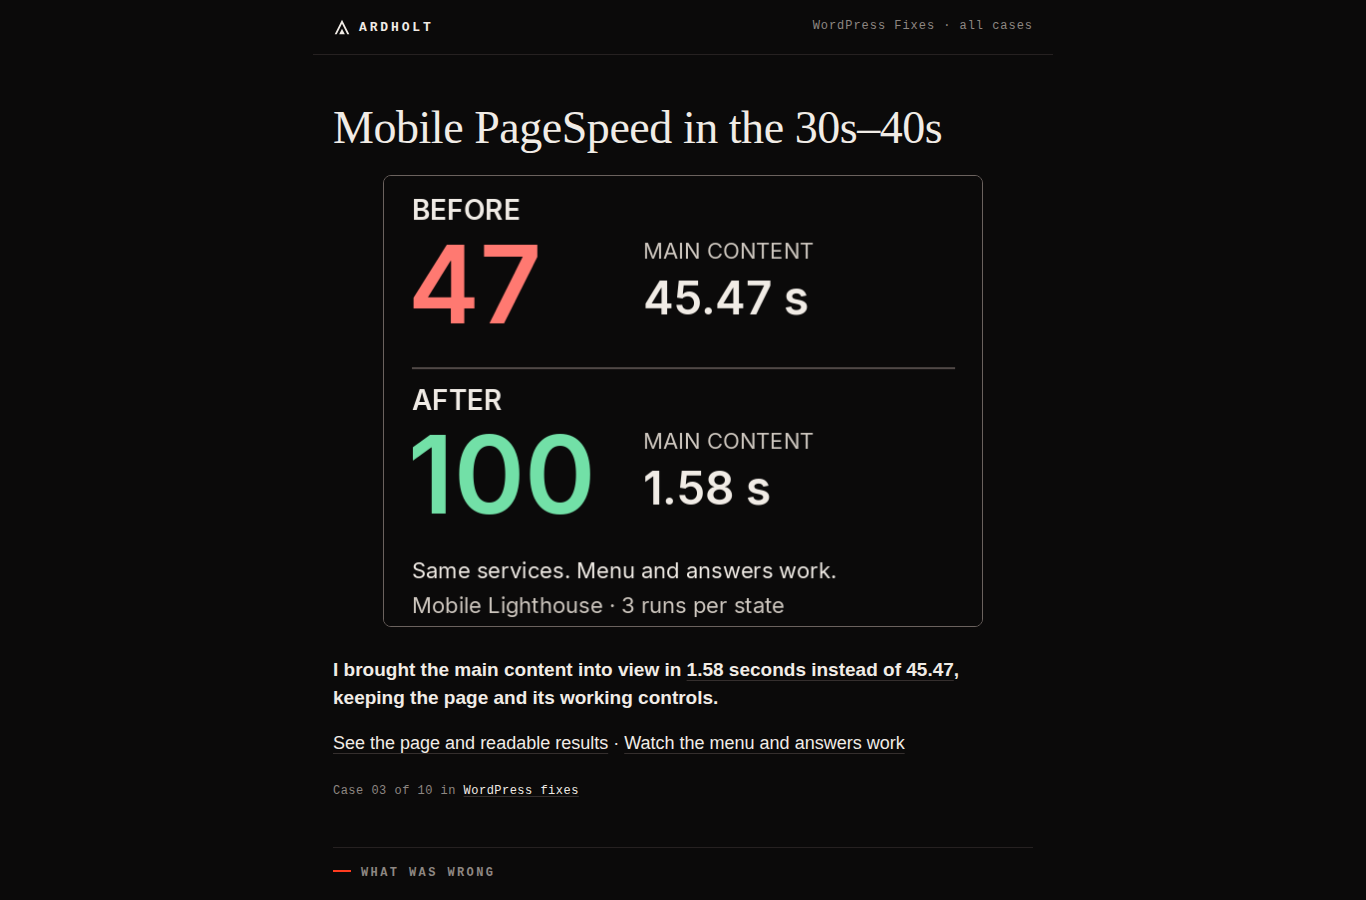 ARDHOLT
WordPress Fixes · all cases
Mobile PageSpeed in the 30s–40s
BEFORE
47
MAIN CONTENT
45.47 s
AFTER
100
MAIN CONTENT
1.58 s
Same services. Menu and answers work.
Mobile Lighthouse · 3 runs per state
I brought the main content into view in 1.58 seconds instead of 45.47,
keeping the page and its working controls.
See the page and readable results · Watch the menu and answers work
Case 03 of 10 in WordPress fixes
WHAT WAS WRONG